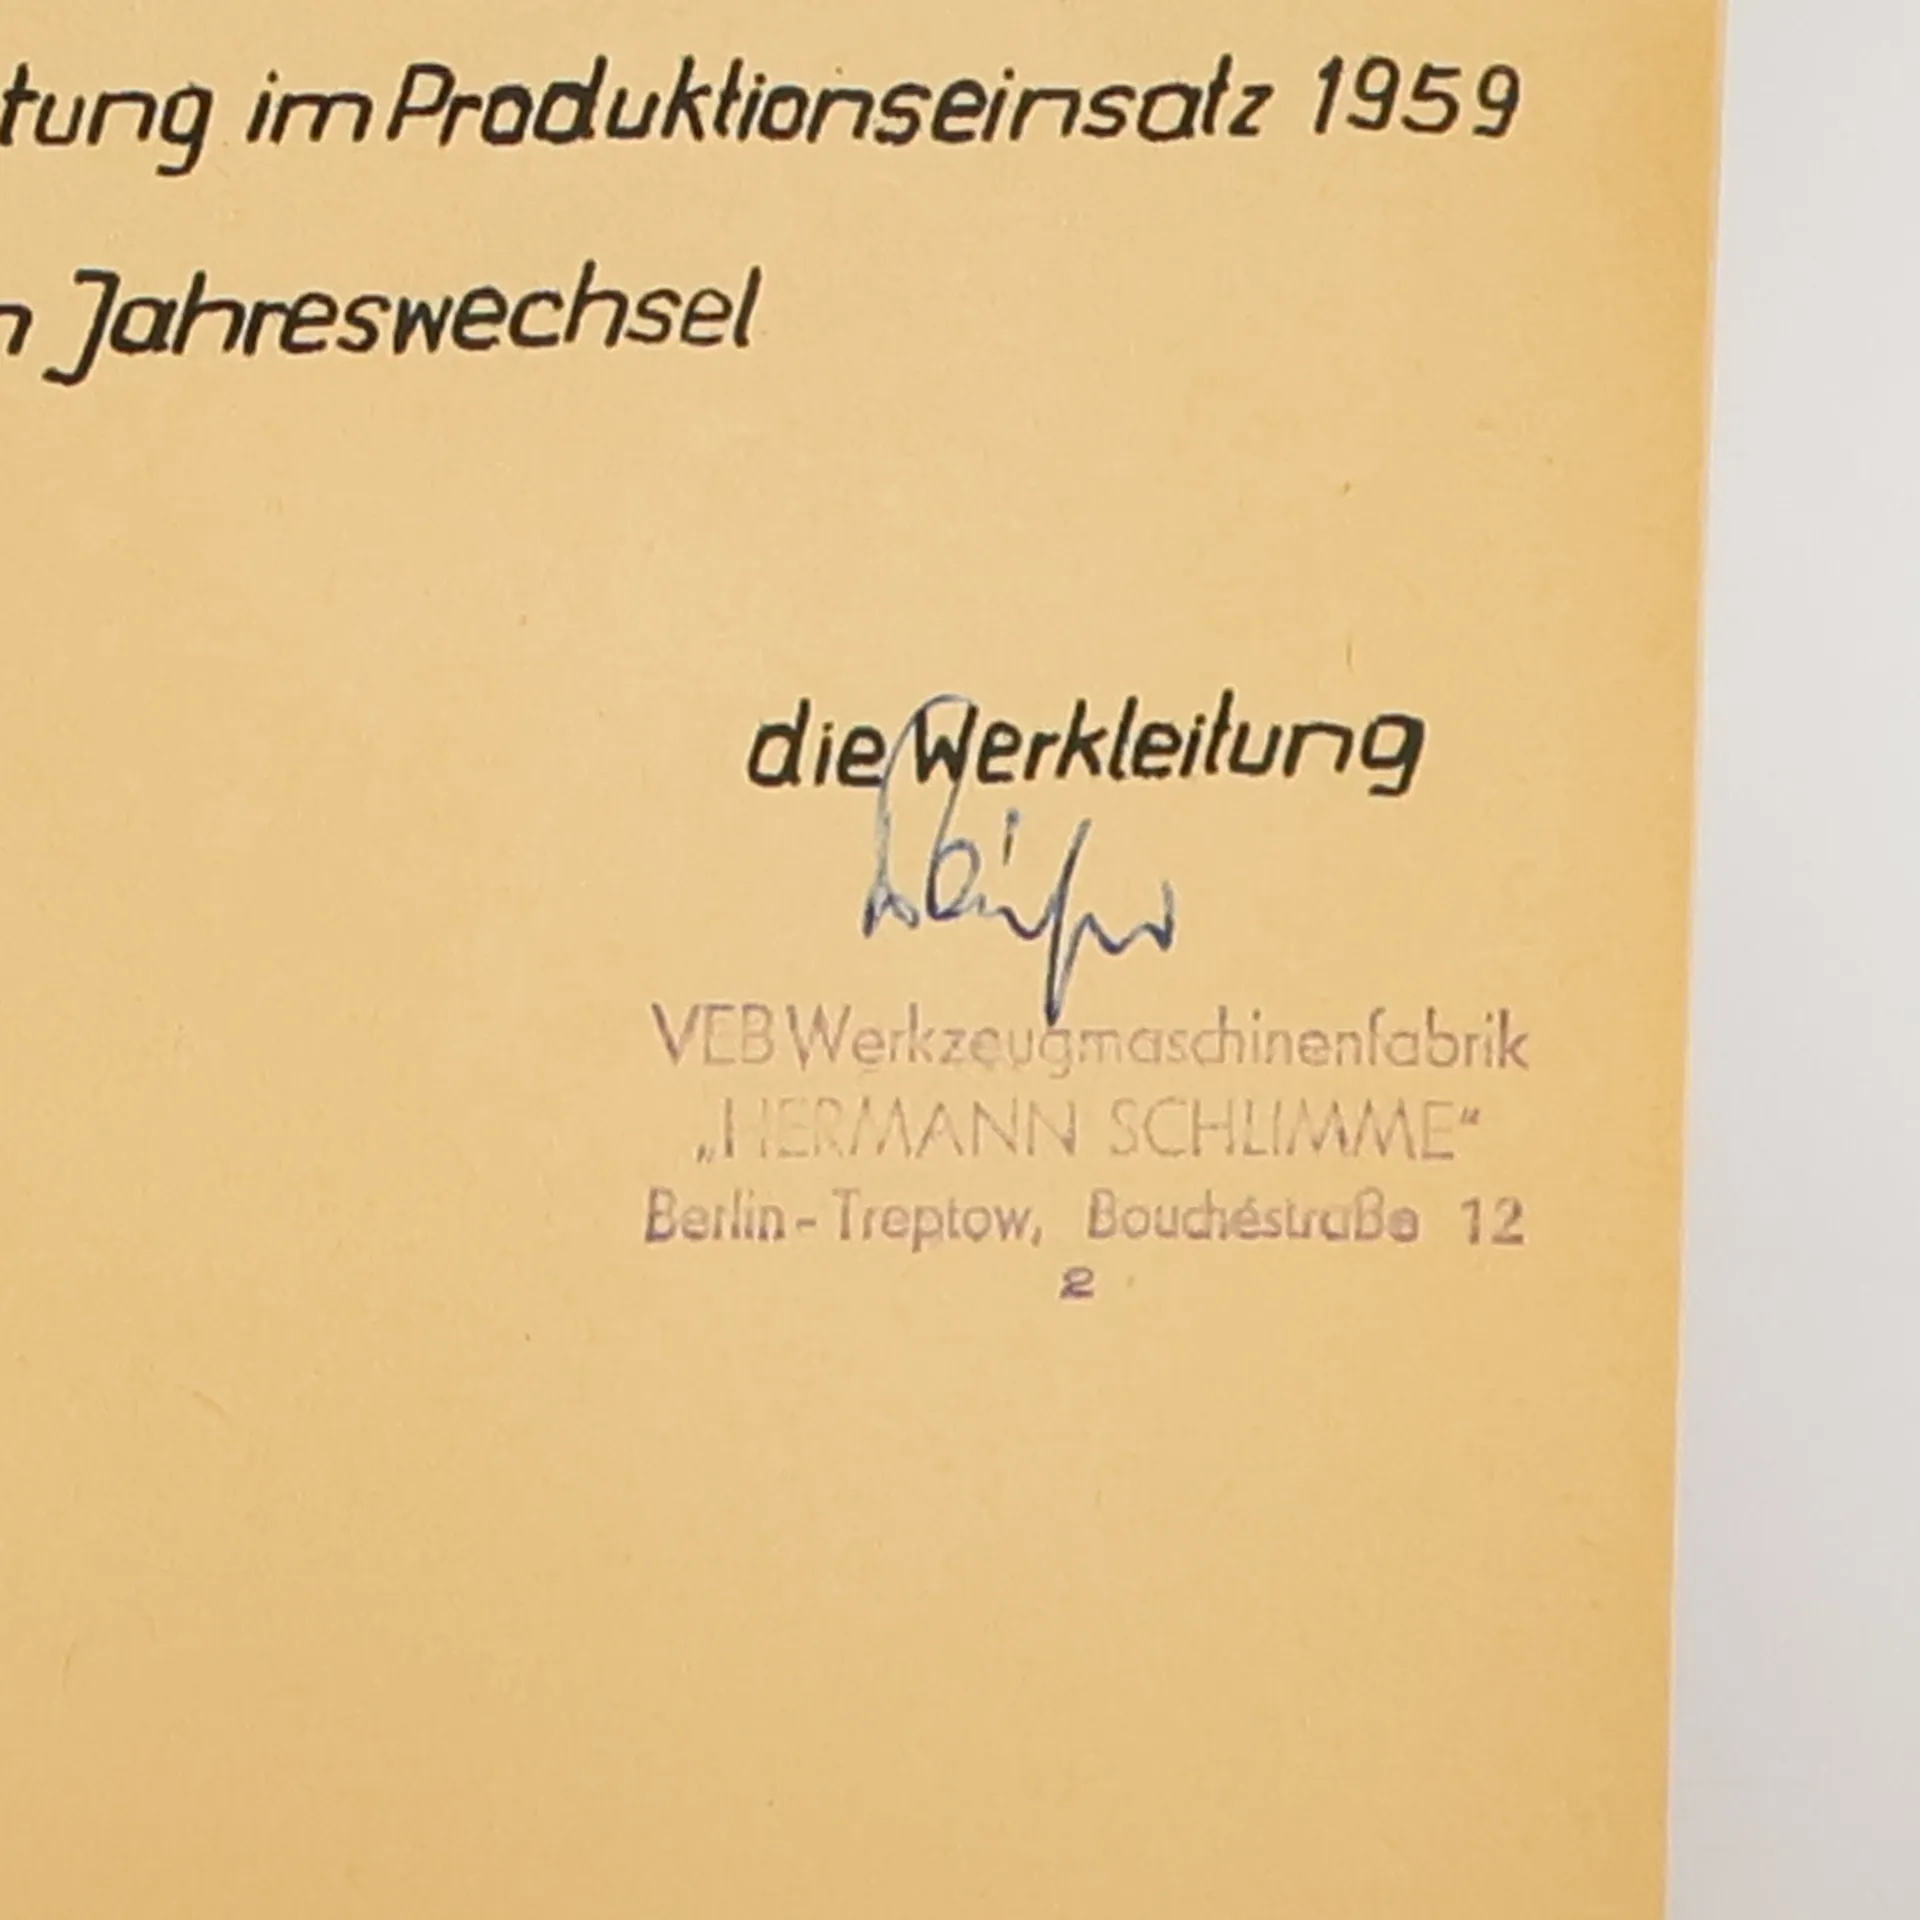 tung im Produktionseinsatz 1959
n Jahreswechsel
die Werkleitung
VEB Werkzeugmaschinenfabrik
„HERMANN SCHLIMME“
Berlin - Treptow, Bouchéstraße 12
2